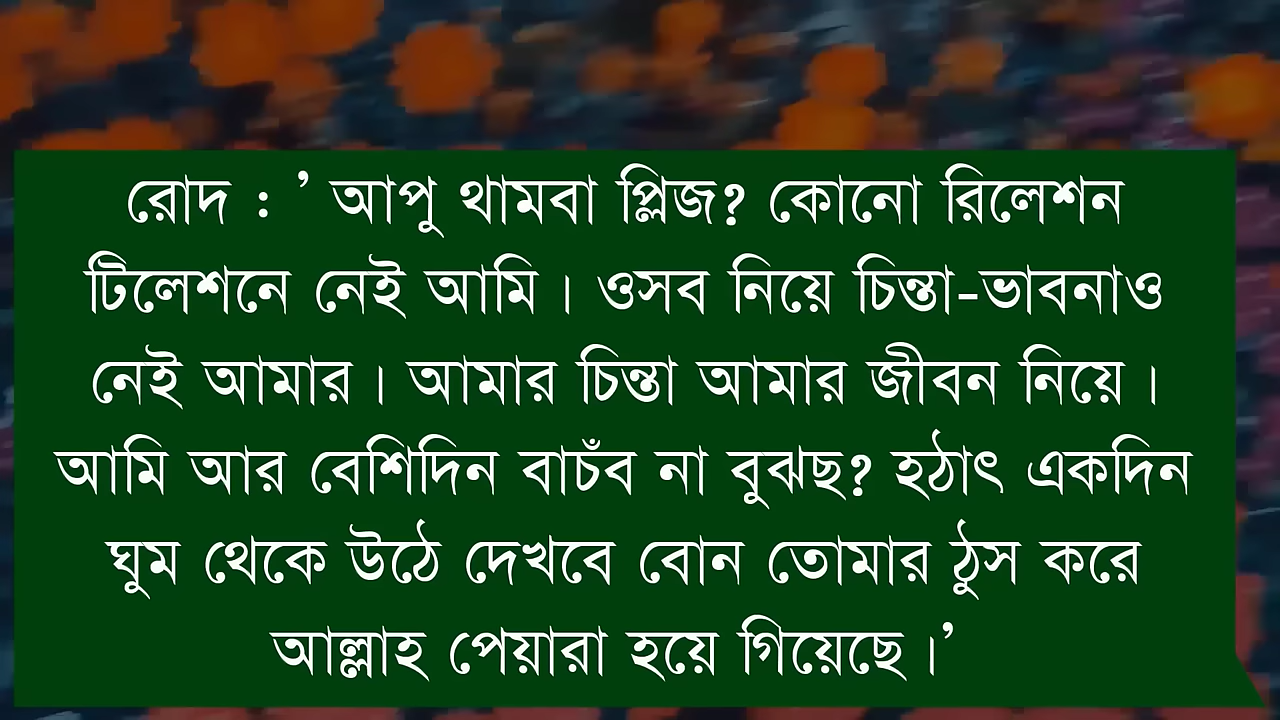 রোদ : ’ আপু থামবা প্লিজ? কোনো রিলেশন
টিলেশনে নেই আমি। ওসব নিয়ে চিন্তা-ভাবনাও
নেই আমার। আমার চিন্তা আমার জীবন নিয়ে।
আমি আর বেশিদিন বাচঁব না বুঝছ? হঠাৎ একদিন
ঘুম থেকে উঠে দেখবে বোন তোমার ঠুস করে
আল্লাহ পেয়ারা হয়ে গিয়েছে।’